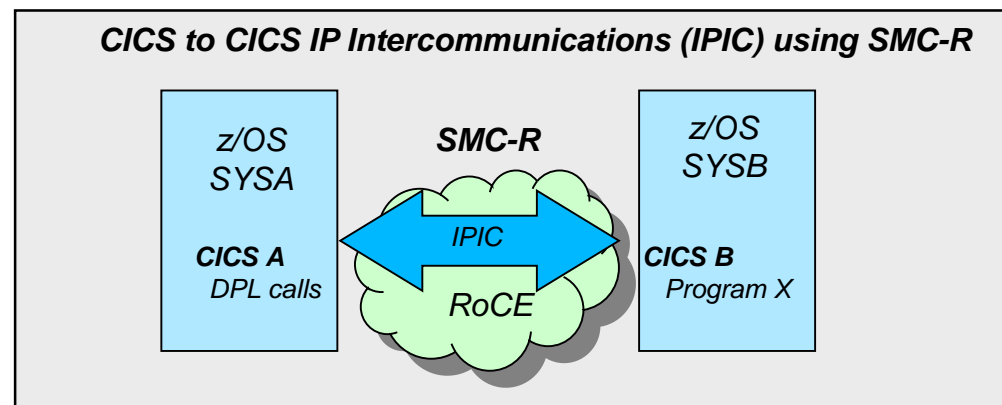 CICS to CICS IP Intercommunications (IPIC) using SMC-R
z/OS
SYSA
CICS A
DPL calls
SMC-R
IPIC
RoCE
z/OS
SYSB
CICS B
Program X